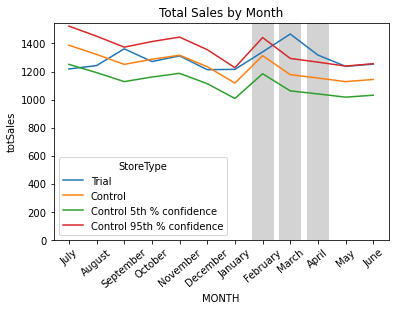 Total Sales by Month
totSales
1400
1200
1000
800
600
400
200
0
StoreType
Trial
Control
Control 5th % confidence
Control 95th % confidence
July
August
September
October
November
December
January
February
March
April
May
June
MONTH